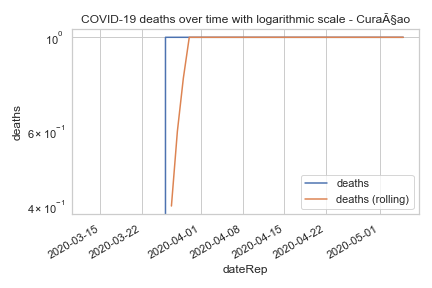 COVID-19 deaths over time with logarithmic scale - CuraÃ§ao
10⁰
6 × 10⁻¹
4 × 10⁻¹
deaths
deaths
deaths (rolling)
2020-03-15
2020-03-22
2020-04-01
2020-04-08
2020-04-15
2020-04-22
2020-05-01
dateRep